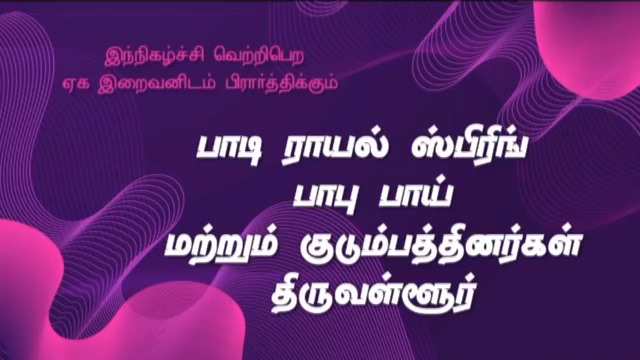 இந்நிகழ்ச்சி வெற்றிபெற
ஏக இறைவனிடம் பிரார்த்திக்கும்
பாடி ராயல் ஸ்பிரிங்
பாபு பாய்
மற்றும் குடும்பத்தினர்கள்
திருவள்ளூர்